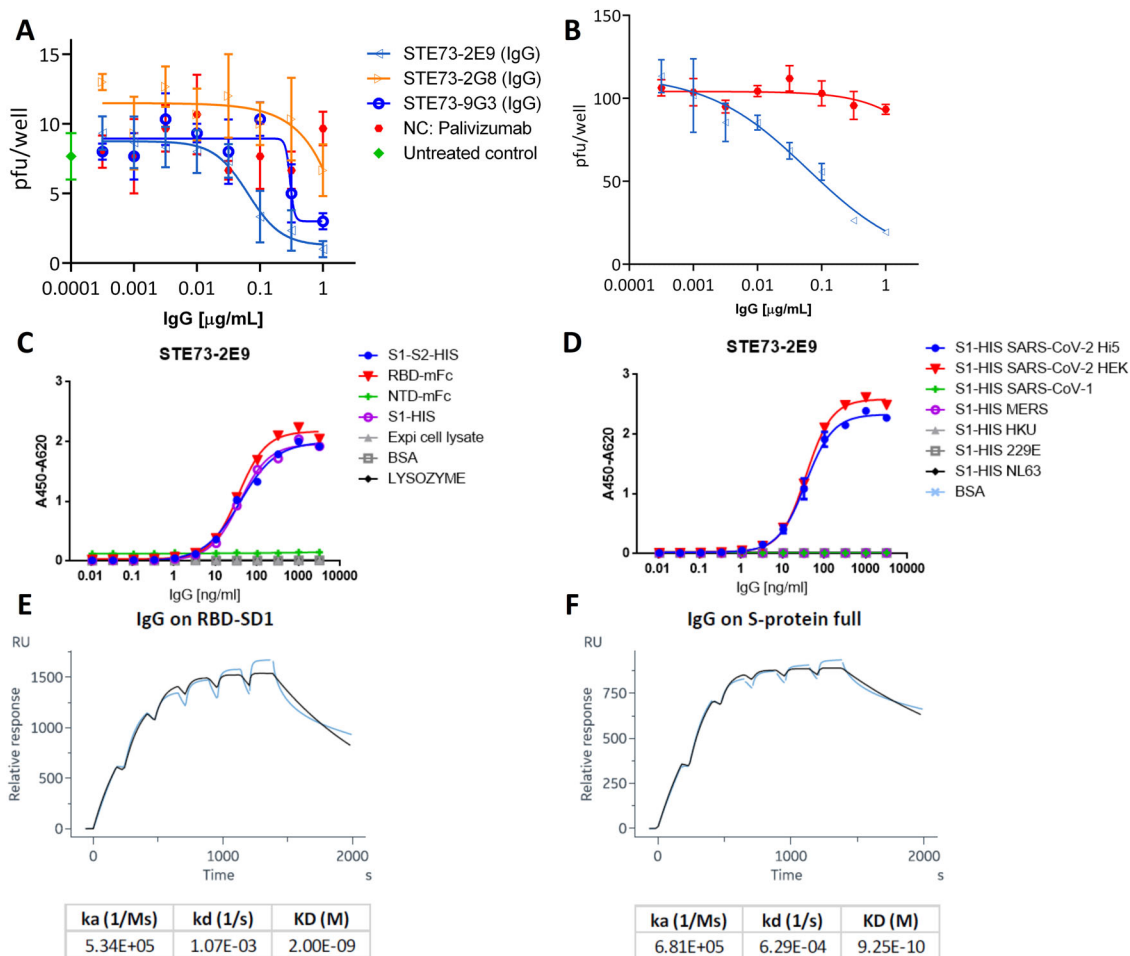 A
15
10
5
0
pfu/well
0.0001 0.001 0.01 0.1 1
IgG [µg/mL]
STE73-2E9 (IgG)
STE73-2G8 (IgG)
STE73-9G3 (IgG)
NC: Palivizumab
Untreated control
B
150
100
50
0
pfu/well
0.0001 0.001 0.01 0.1 1
IgG [µg/mL]
C
STE73-2E9
3
2
1
0
A450-A620
0.01 0.1 1 10 100 1000 10000
IgG [ng/ml]
S1-S2-HIS
RBD-mFc
NTD-mFc
S1-HIS
Expi cell lysate
BSA
LYSOZYME
D
STE73-2E9
3
2
1
0
A450-A620
0.01 0.1 1 10 100 1000 10000
IgG [ng/ml]
S1-HIS SARS-CoV-2 Hi5
S1-HIS SARS-CoV-2 HEK
S1-HIS SARS-CoV-1
S1-HIS MERS
S1-HIS HKU
S1-HIS 229E
S1-HIS NL63
BSA
E
IgG on RBD-SD1
RU
1500
1000
500
0
Relative response
0 1000 2000
Time s
ka (1/Ms) kd (1/s) KD (M)
5.34E+05 1.07E-03 2.00E-09
F
IgG on S-protein full
RU
750
500
250
0
Relative response
0 1000 2000
Time s
ka (1/Ms) kd (1/s) KD (M)
6.81E+05 6.29E-04 9.25E-10